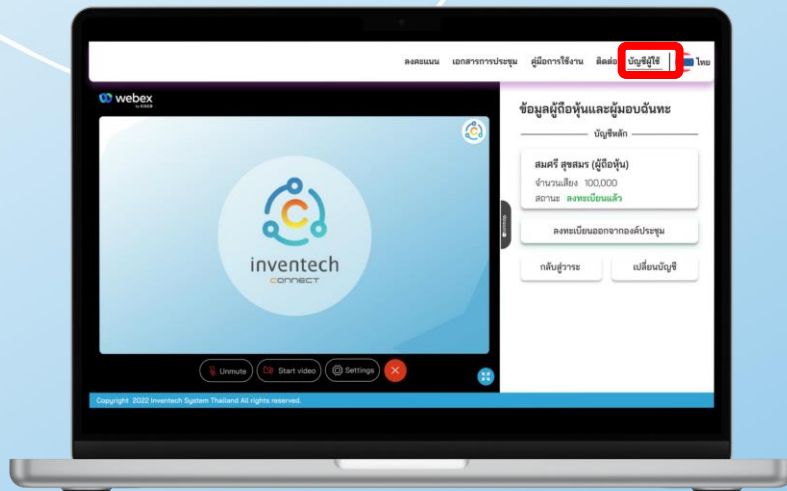 ลงคะแนน เอกสารการประชุม คู่มือการใช้งาน ติดต่อ บัญชีผู้ใช้ ไทย
webex
by CISCO
ข้อมูลผู้ถือหุ้นและผู้มอบฉันทะ
บัญชีหลัก
สมศรี สุขสมร (ผู้ถือหุ้น)
จำนวนเสียง 100,000
สถานะ ลงทะเบียนแล้ว
ลงทะเบียนออกจากองค์ประชุม
กลับสู่วาระ เปลี่ยนบัญชี
inventech
CONNECT
Unmute Start video Settings
Copyright 2022 Inventech System Thailand All rights reserved.